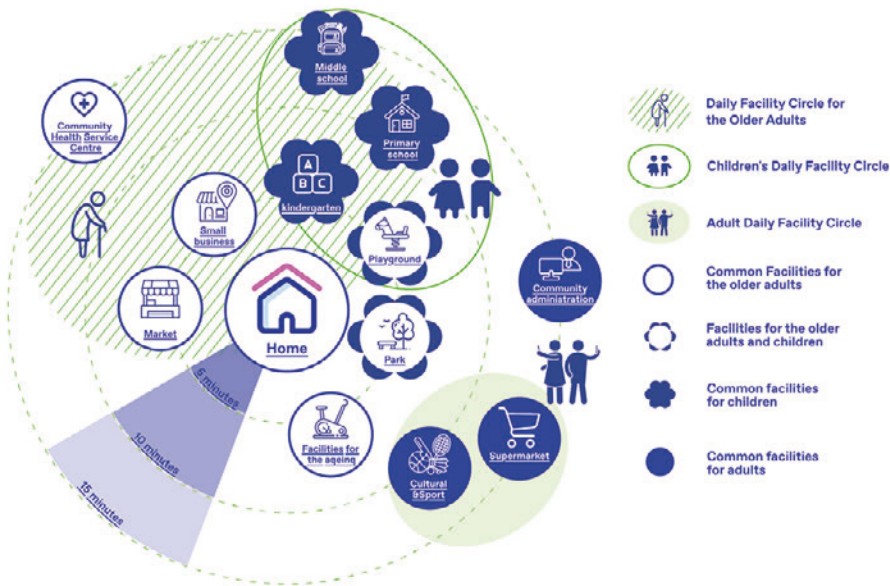 Middle
school
Community
Health Service
Centre
Primary
school
A
B C
kindergarten
Small
business
Playground
Community
administration
Market
Home
Park
5 minutes
10 minutes
15 minutes
Facilities for
the ageing
Cultural
&Sport
Supermarket
Daily Facility Circle for
the Older Adults
Children's Daily Facility Circle
Adult Daily Facility Circle
Common Facilities for
the older adults
Facilities for the older
adults and children
Common facilities
for children
Common facilities
for adults